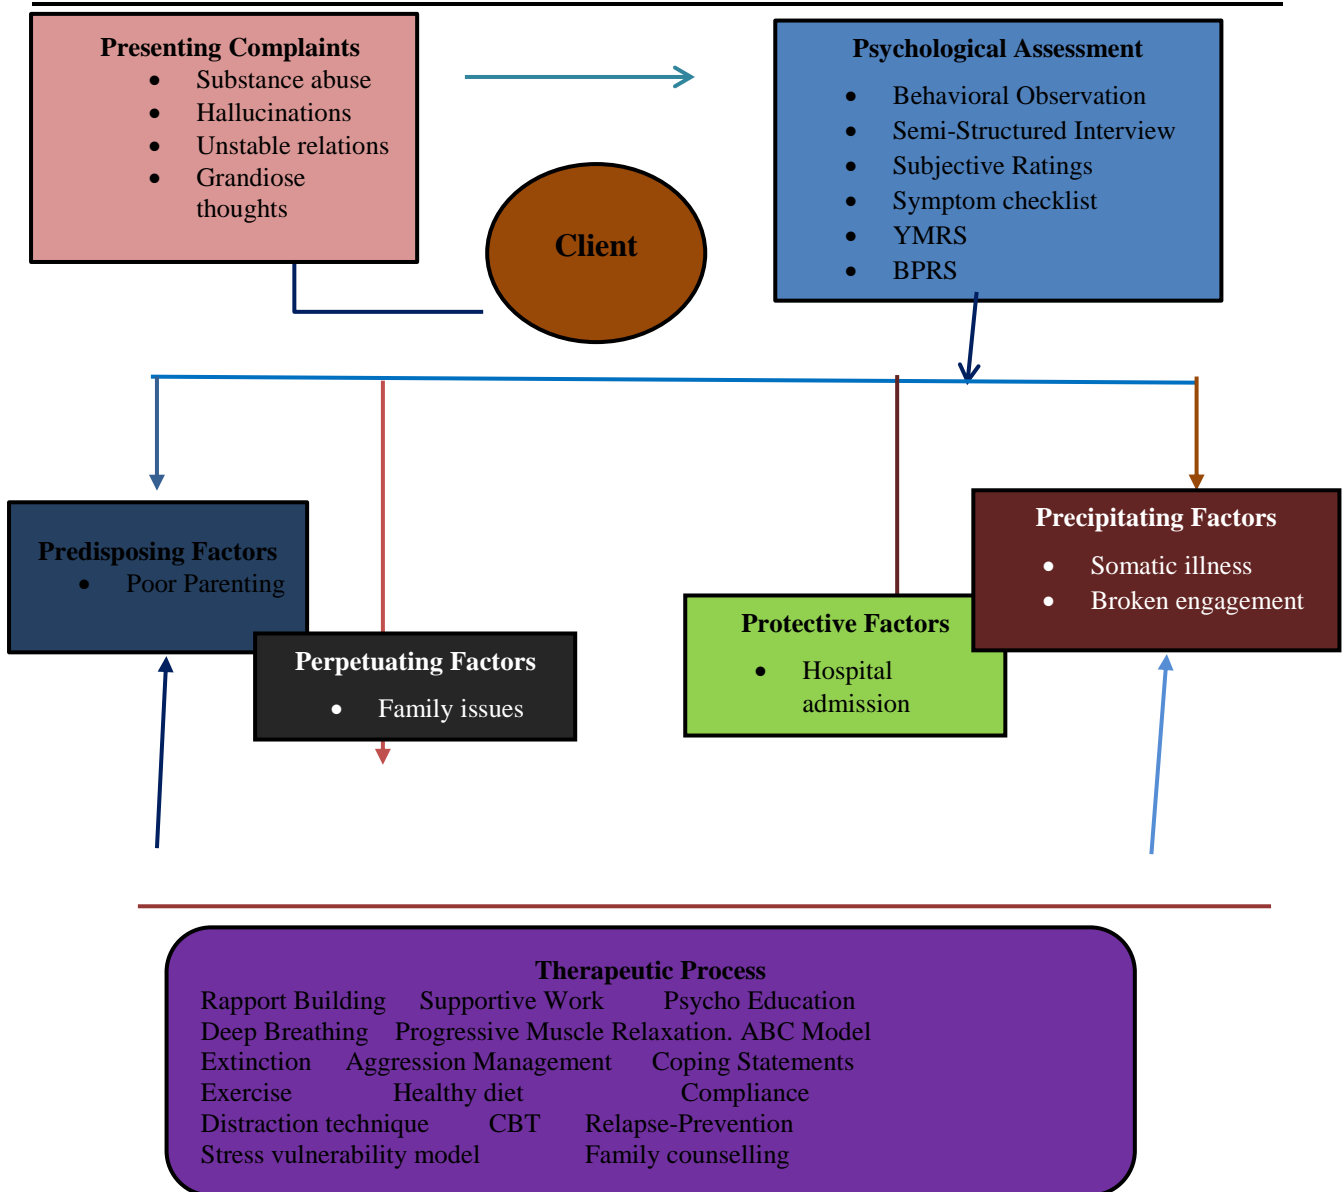 Presenting Complaints
• Substance abuse
• Hallucinations
• Unstable relations
• Grandiose
thoughts
Client
Psychological Assessment
• Behavioral Observation
• Semi-Structured Interview
• Subjective Ratings
• Symptom checklist
• YMRS
• BPRS
Predisposing Factors
• Poor Parenting
Perpetuating Factors
• Family issues
Protective Factors
• Hospital
admission
Precipitating Factors
• Somatic illness
• Broken engagement
Therapeutic Process
Rapport Building Supportive Work Psycho Education
Deep Breathing Progressive Muscle Relaxation. ABC Model
Extinction Aggression Management Coping Statements
Exercise Healthy diet Compliance
Distraction technique CBT Relapse-Prevention
Stress vulnerability model Family counselling